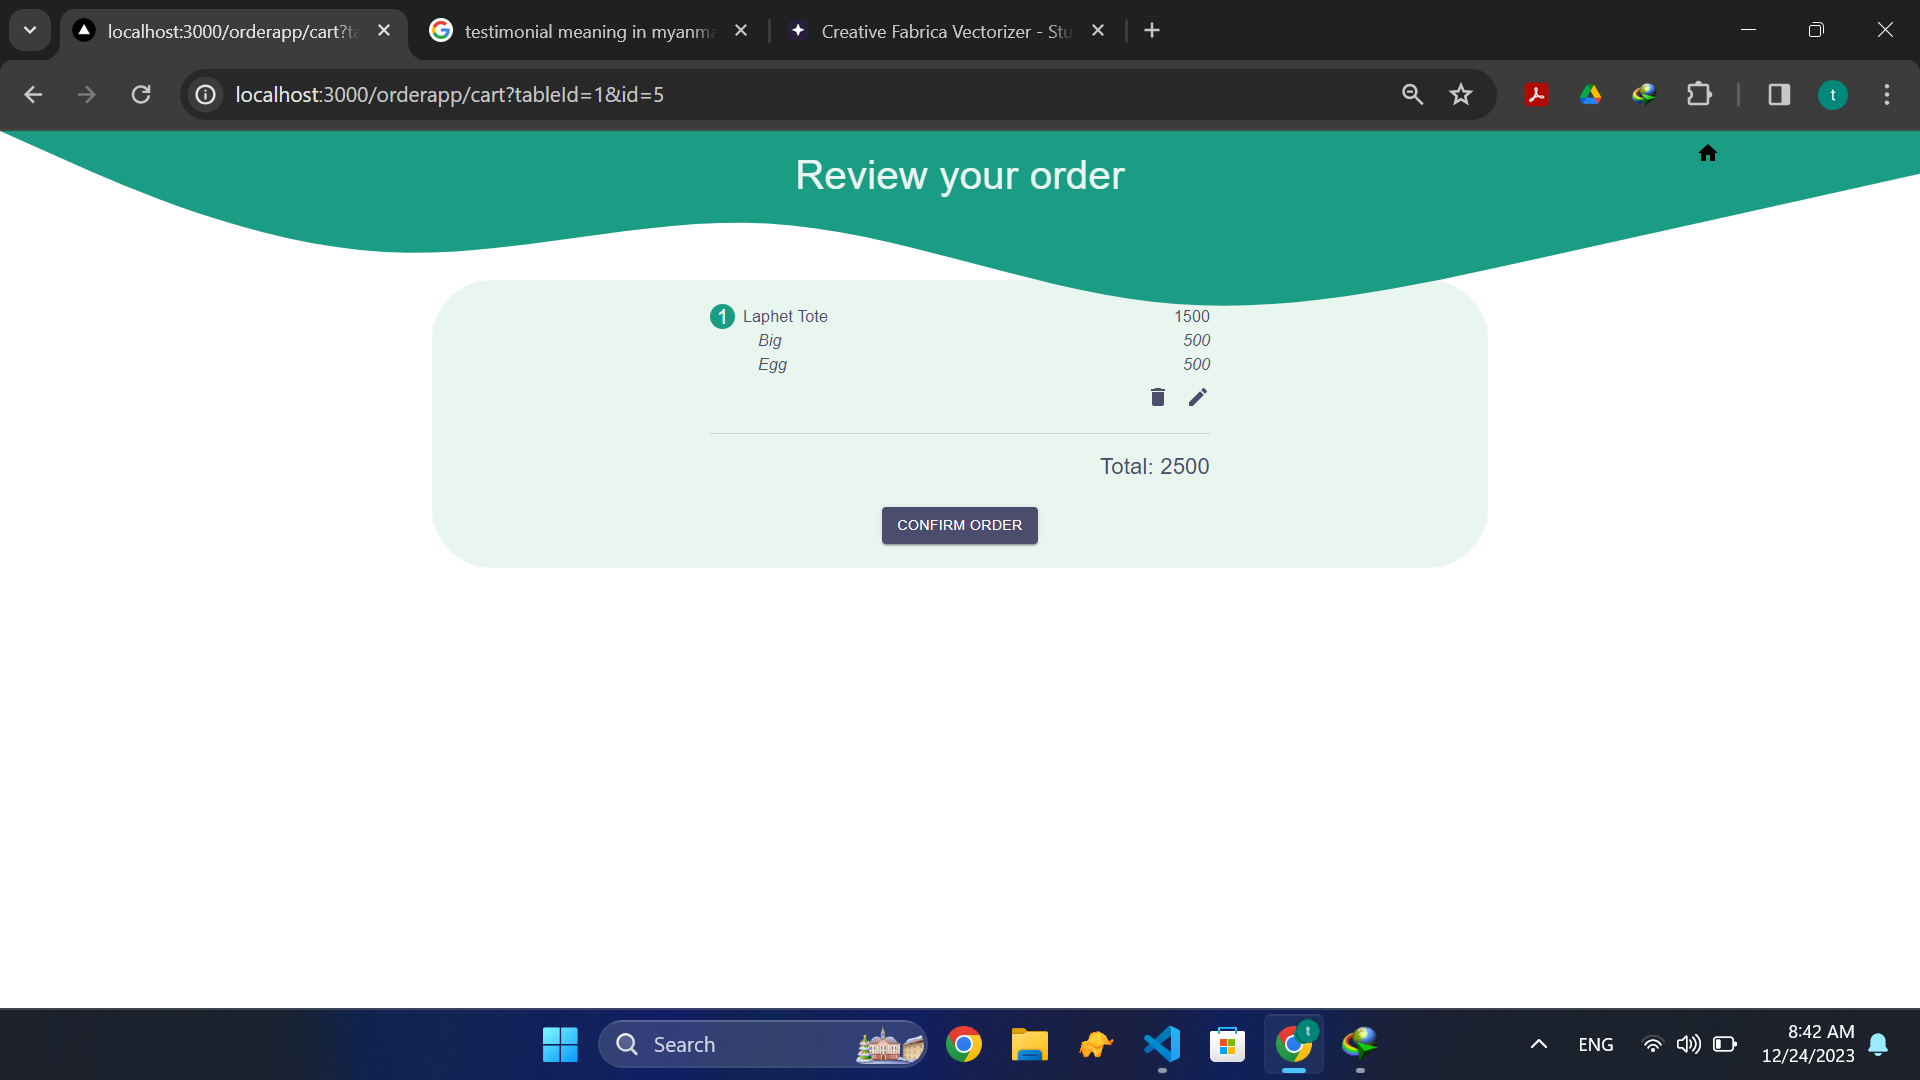 localhost:3000/orderapp/cart?ta
testimonial meaning in myanma
Creative Fabrica Vectorizer - Stu
localhost:3000/orderapp/cart?tableId=1&id=5
t
Review your order
1 Laphet Tote 1500
Big 500
Egg 500
Total: 2500
CONFIRM ORDER
Search
t
ENG
8:42 AM
12/24/2023